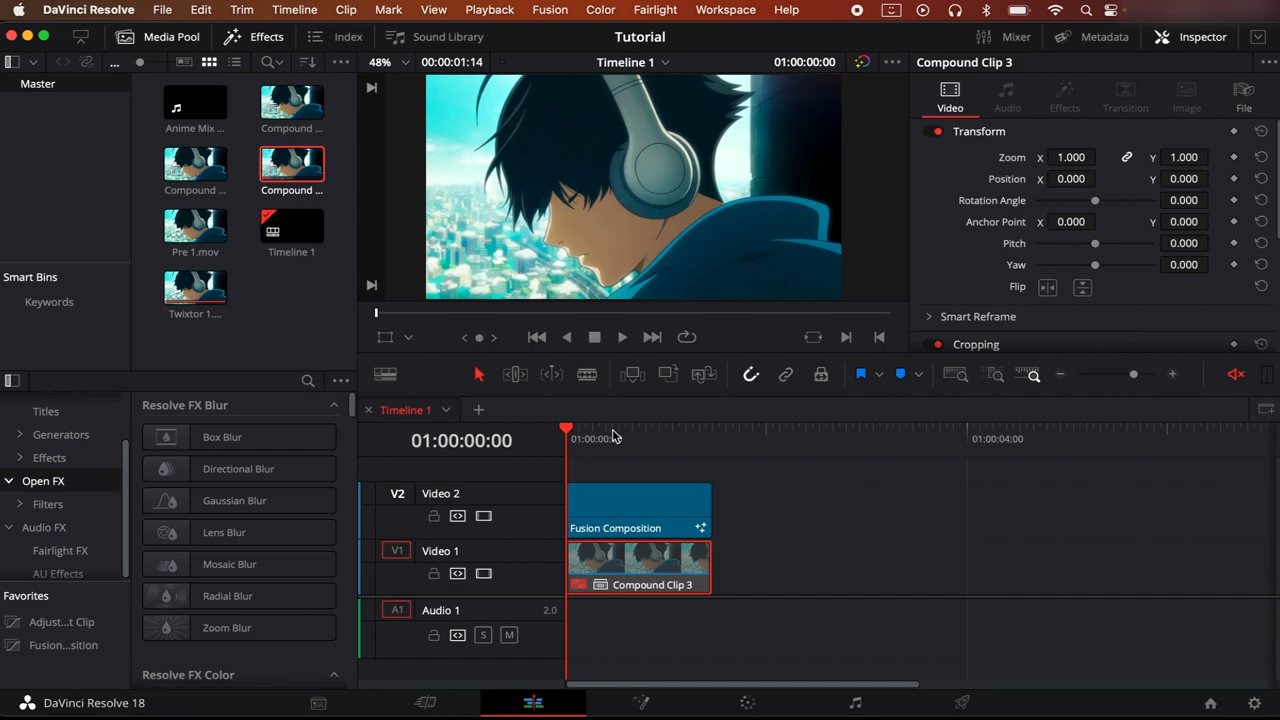 DaVinci Resolve File Edit Trim Timeline Clip Mark View Playback Fusion Color Fairlight Workspace Help
Media Pool Effects Index Sound Library Tutorial Mixer Metadata Inspector
... 48% 00:00:01:14 Timeline 1 01:00:00:00 Compound Clip 3
Master
Video Audio Effects Transition Image File
Anime Mix ... Compound ...
Transform
Zoom X 1.000 Y 1.000
Position X 0.000 Y 0.000
Compound ... Compound ...
Rotation Angle 0.000
Anchor Point X 0.000 Y 0.000
Pitch 0.000
Pre 1.mov Timeline 1
Yaw 0.000
Smart Bins
Flip
Keywords
Twixtor 1....
Smart Reframe
Cropping
Titles
Generators
Effects
Open FX
Filters
Audio FX
Fairlight FX
AU Effects
Favorites
Adjust...t Clip
Fusion...sition
Resolve FX Blur
Box Blur
Directional Blur
Gaussian Blur
Lens Blur
Mosaic Blur
Radial Blur
Zoom Blur
Resolve FX Color
Timeline 1
01:00:00:00 01:00:04:00
V2 Video 2
Fusion Composition
V1 Video 1
Compound Clip 3
A1 Audio 1 2.0
S M
DaVinci Resolve 18